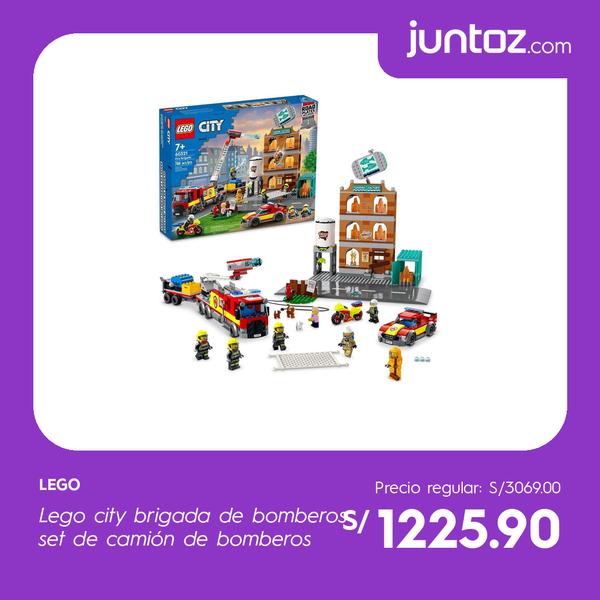 juntoz.com
LEGO CITY
7+
60321
LEGO
Precio regular: S/3069.00
Lego city brigada de bomberos
set de camión de bomberos
S/1225.90